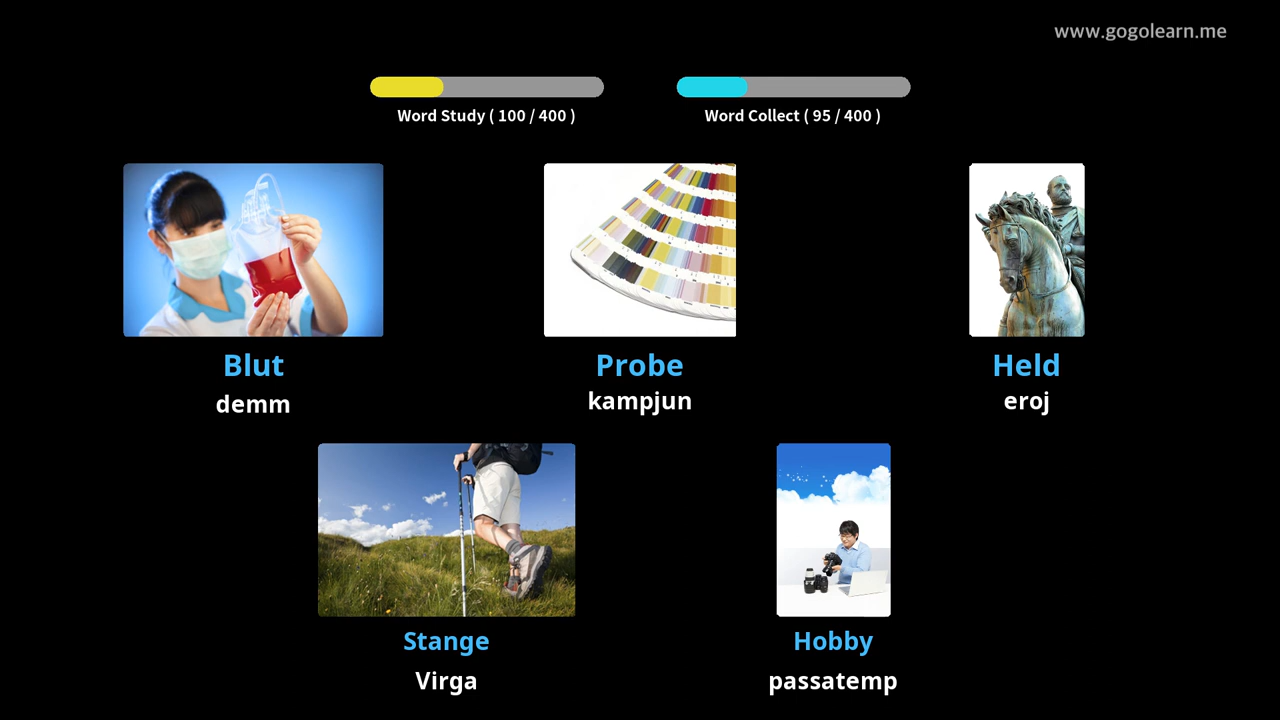 www.gogolearn.me
Word Study ( 100 / 400 )
Word Collect ( 95 / 400 )
Blut
Probe
Held
demm
kampjun
eroj
Stange
Hobby
Virga
passatemp